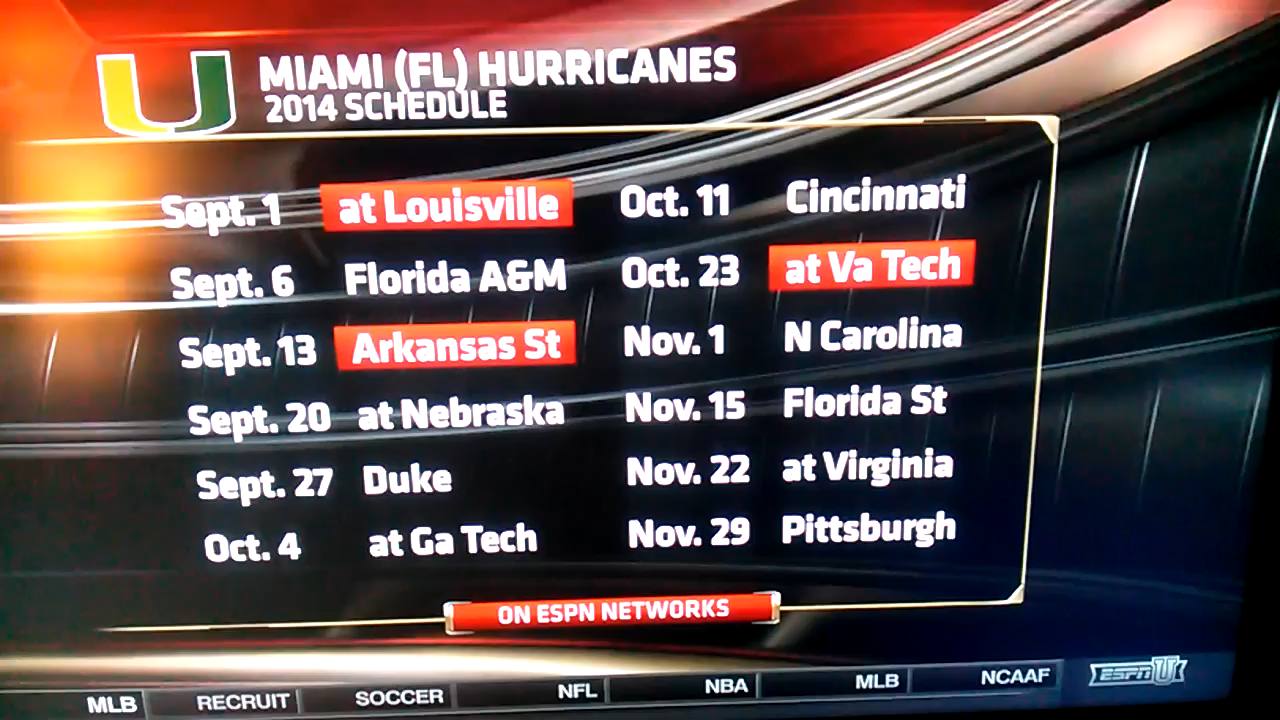 U
MIAMI (FL) HURRICANES
2014 SCHEDULE
Sept. 1 at Louisville
Sept. 6 Florida A&M
Sept. 13 Arkansas St
Sept. 20 at Nebraska
Sept. 27 Duke
Oct. 4 at Ga Tech
Oct. 11 Cincinnati
Oct. 23 at Va Tech
Nov. 1 N Carolina
Nov. 15 Florida St
Nov. 22 at Virginia
Nov. 29 Pittsburgh
ON ESPN NETWORKS
MLB RECRUIT SOCCER NFL NBA MLB NCAAF ESPNU